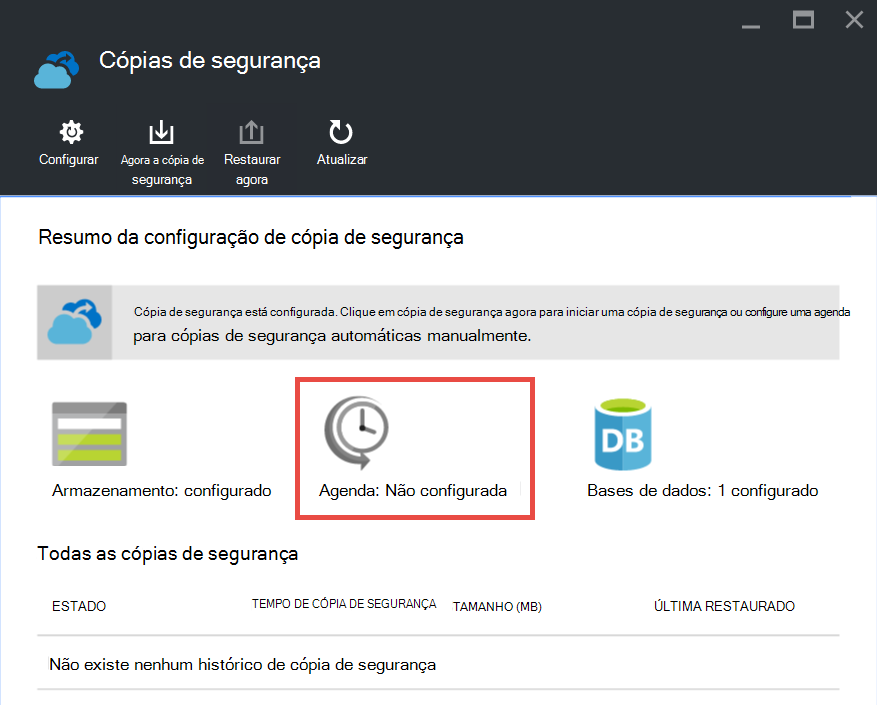 Cópias de segurança
Configurar
Agora a cópia de
segurança
Restaurar
agora
Atualizar
Resumo da configuração de cópia de segurança
Cópia de segurança está configurada. Clique em cópia de segurança agora para iniciar uma cópia de segurança ou configure uma agenda
para cópias de segurança automáticas manualmente.
Armazenamento: configurado
Agenda: Não configurada
DB
Bases de dados: 1 configurado
Todas as cópias de segurança
ESTADO
TEMPO DE CÓPIA DE SEGURANÇA
TAMANHO (MB)
ÚLTIMA RESTAURADO
Não existe nenhum histórico de cópia de segurança